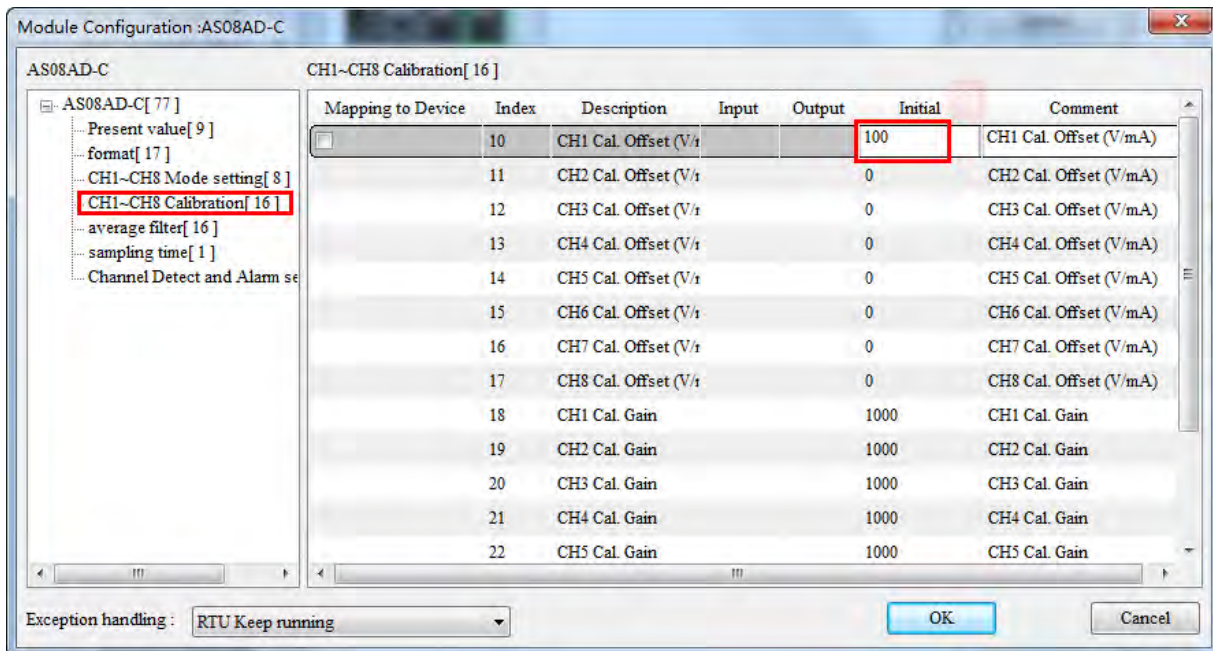 Module Configuration :AS08AD-C
AS08AD-C
CH1~CH8 Calibration[ 16 ]
AS08AD-C[ 77 ]
Present value[ 9 ]
format[ 17 ]
CH1~CH8 Mode setting[ 8 ]
CH1~CH8 Calibration[ 16 ]
average filter[ 16 ]
sampling time[ 1 ]
Channel Detect and Alarm se
Mapping to Device Index Description Input Output Initial Comment
10 CH1 Cal. Offset (V/r 100 CH1 Cal. Offset (V/mA)
11 CH2 Cal. Offset (V/r 0 CH2 Cal. Offset (V/mA)
12 CH3 Cal. Offset (V/r 0 CH3 Cal. Offset (V/mA)
13 CH4 Cal. Offset (V/r 0 CH4 Cal. Offset (V/mA)
14 CH5 Cal. Offset (V/r 0 CH5 Cal. Offset (V/mA)
15 CH6 Cal. Offset (V/r 0 CH6 Cal. Offset (V/mA)
16 CH7 Cal. Offset (V/r 0 CH7 Cal. Offset (V/mA)
17 CH8 Cal. Offset (V/r 0 CH8 Cal. Offset (V/mA)
18 CH1 Cal. Gain 1000 CH1 Cal. Gain
19 CH2 Cal. Gain 1000 CH2 Cal. Gain
20 CH3 Cal. Gain 1000 CH3 Cal. Gain
21 CH4 Cal. Gain 1000 CH4 Cal. Gain
22 CH5 Cal. Gain 1000 CH5 Cal. Gain
Exception handling : RTU Keep running
OK Cancel